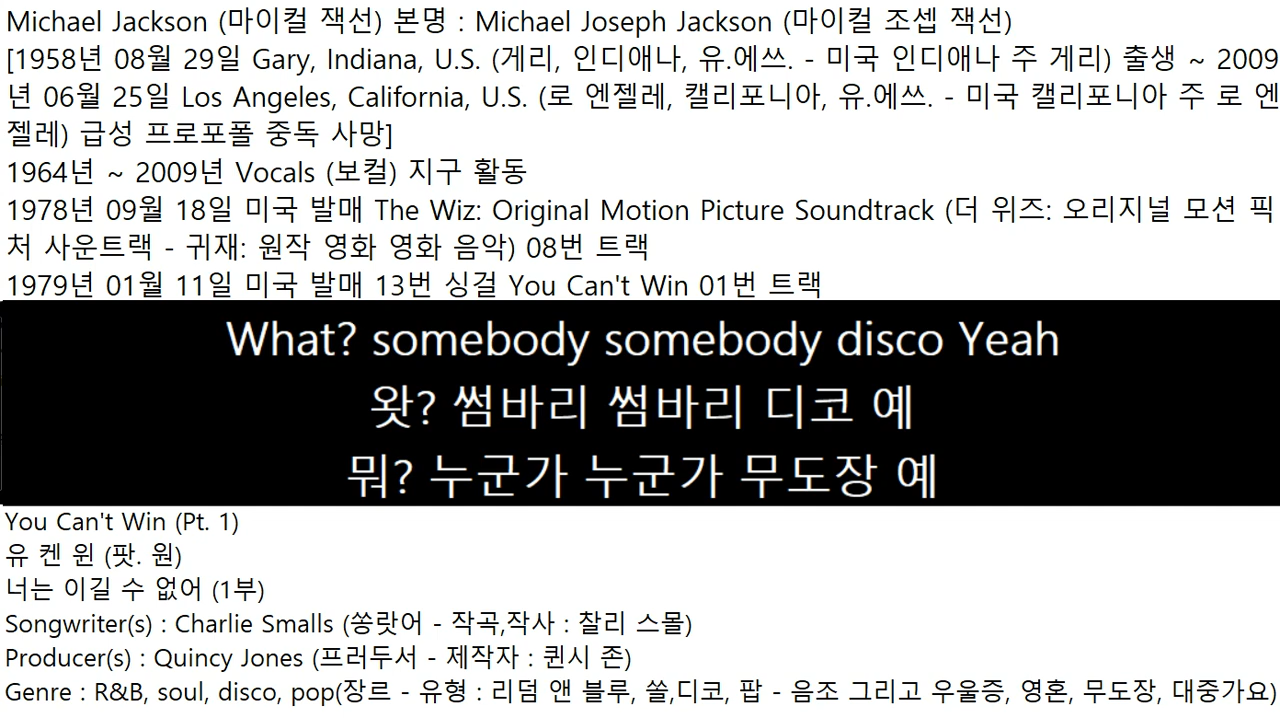 Michael Jackson (마이컬 잭선) 본명 : Michael Joseph Jackson (마이컬 조셉 잭선)
[1958년 08월 29일 Gary, Indiana, U.S. (게리, 인디애나, 유.에쓰. - 미국 인디애나 주 게리) 출생 ~ 2009
년 06월 25일 Los Angeles, California, U.S. (로 엔젤레, 캘리포니아, 유.에쓰. - 미국 캘리포니아 주 로 엔
젤레) 급성 프로포폴 중독 사망]
1964년 ~ 2009년 Vocals (보컬) 지구 활동
1978년 09월 18일 미국 발매 The Wiz: Original Motion Picture Soundtrack (더 위즈: 오리지널 모션 픽
처 사운트랙 - 귀재: 원작 영화 영화 음악) 08번 트랙
1979년 01월 11일 미국 발매 13번 싱걸 You Can't Win 01번 트랙
What? somebody somebody disco Yeah
왓? 썸바리 썸바리 디코 예
뭐? 누군가 누군가 무도장 예
You Can't Win (Pt. 1)
유 켄 윈 (팟. 원)
너는 이길 수 없어 (1부)
Songwriter(s) : Charlie Smalls (쏭랏어 - 작곡,작사 : 찰리 스몰)
Producer(s) : Quincy Jones (프러두서 - 제작자 : 퀸시 존)
Genre : R&B, soul, disco, pop(장르 - 유형 : 리덤 앤 블루, 쏠,디코, 팝 - 음조 그리고 우울증, 영혼, 무도장, 대중가요)